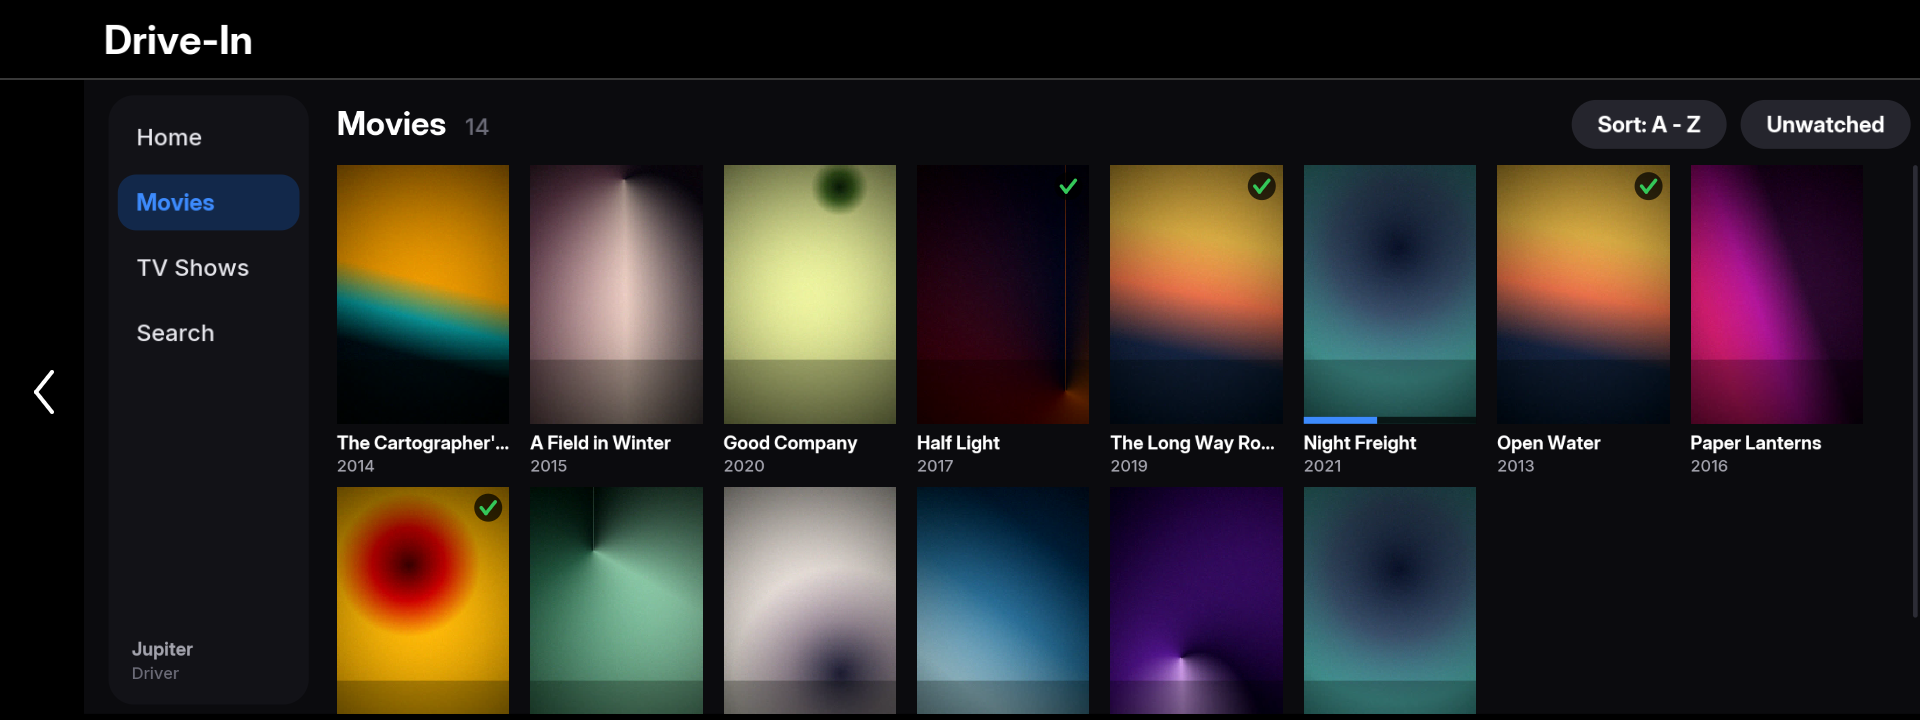 Drive-In
Home
Movies
TV Shows
Search
Jupiter
Driver
Movies 14
Sort: A - Z
Unwatched
The Cartographer'...
2014
A Field in Winter
2015
Good Company
2020
Half Light
2017
The Long Way Ro...
2019
Night Freight
2021
Open Water
2013
Paper Lanterns
2016